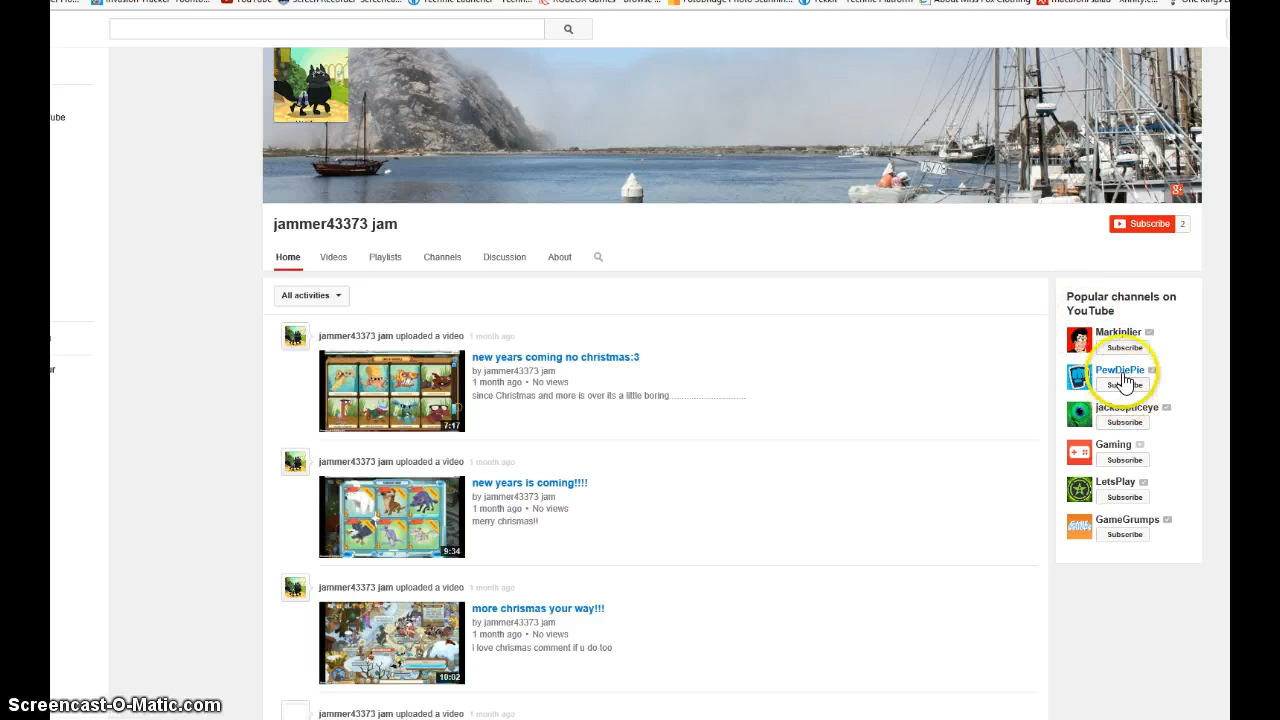 YouTube
ube
jammer43373 jam
Subscribe 2
Home Videos Playlists Channels Discussion About
All activities
jammer43373 jam uploaded a video 1 month ago
new years coming no christmas:3
by jammer43373 jam
1 month ago • No views
since Christmas and more is over its a little boring......................
7:17
jammer43373 jam uploaded a video 1 month ago
new years is coming!!!!
by jammer43373 jam
1 month ago • No views
merry chrismas!!
9:34
jammer43373 jam uploaded a video 1 month ago
more chrismas your way!!!
by jammer43373 jam
1 month ago • No views
i love chrismas comment if u do too
10:02
jammer43373 jam uploaded a video 1 month ago
Popular channels on
YouTube
Markiplier
Subscribe
PewDiePie
Subscribe
jacksepticeye
Subscribe
Gaming
Subscribe
LetsPlay
Subscribe
GameGrumps
Subscribe
Screencast-O-Matic.com